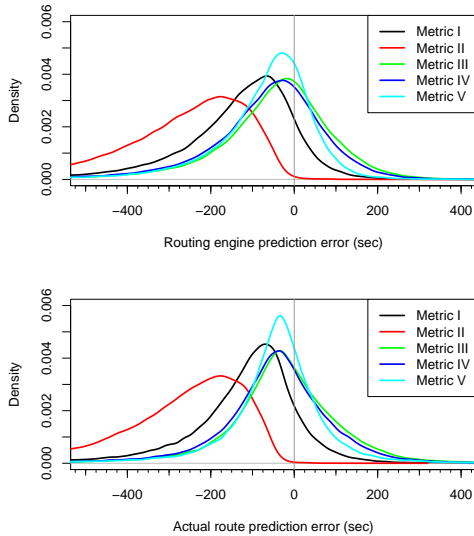 0.006
0.004
0.002
0.000
Density
Metric I
Metric II
Metric III
Metric IV
Metric V
−400 −200 0 200 400
Routing engine prediction error (sec)
0.006
0.004
0.002
0.000
Density
Metric I
Metric II
Metric III
Metric IV
Metric V
−400 −200 0 200 400
Actual route prediction error (sec)